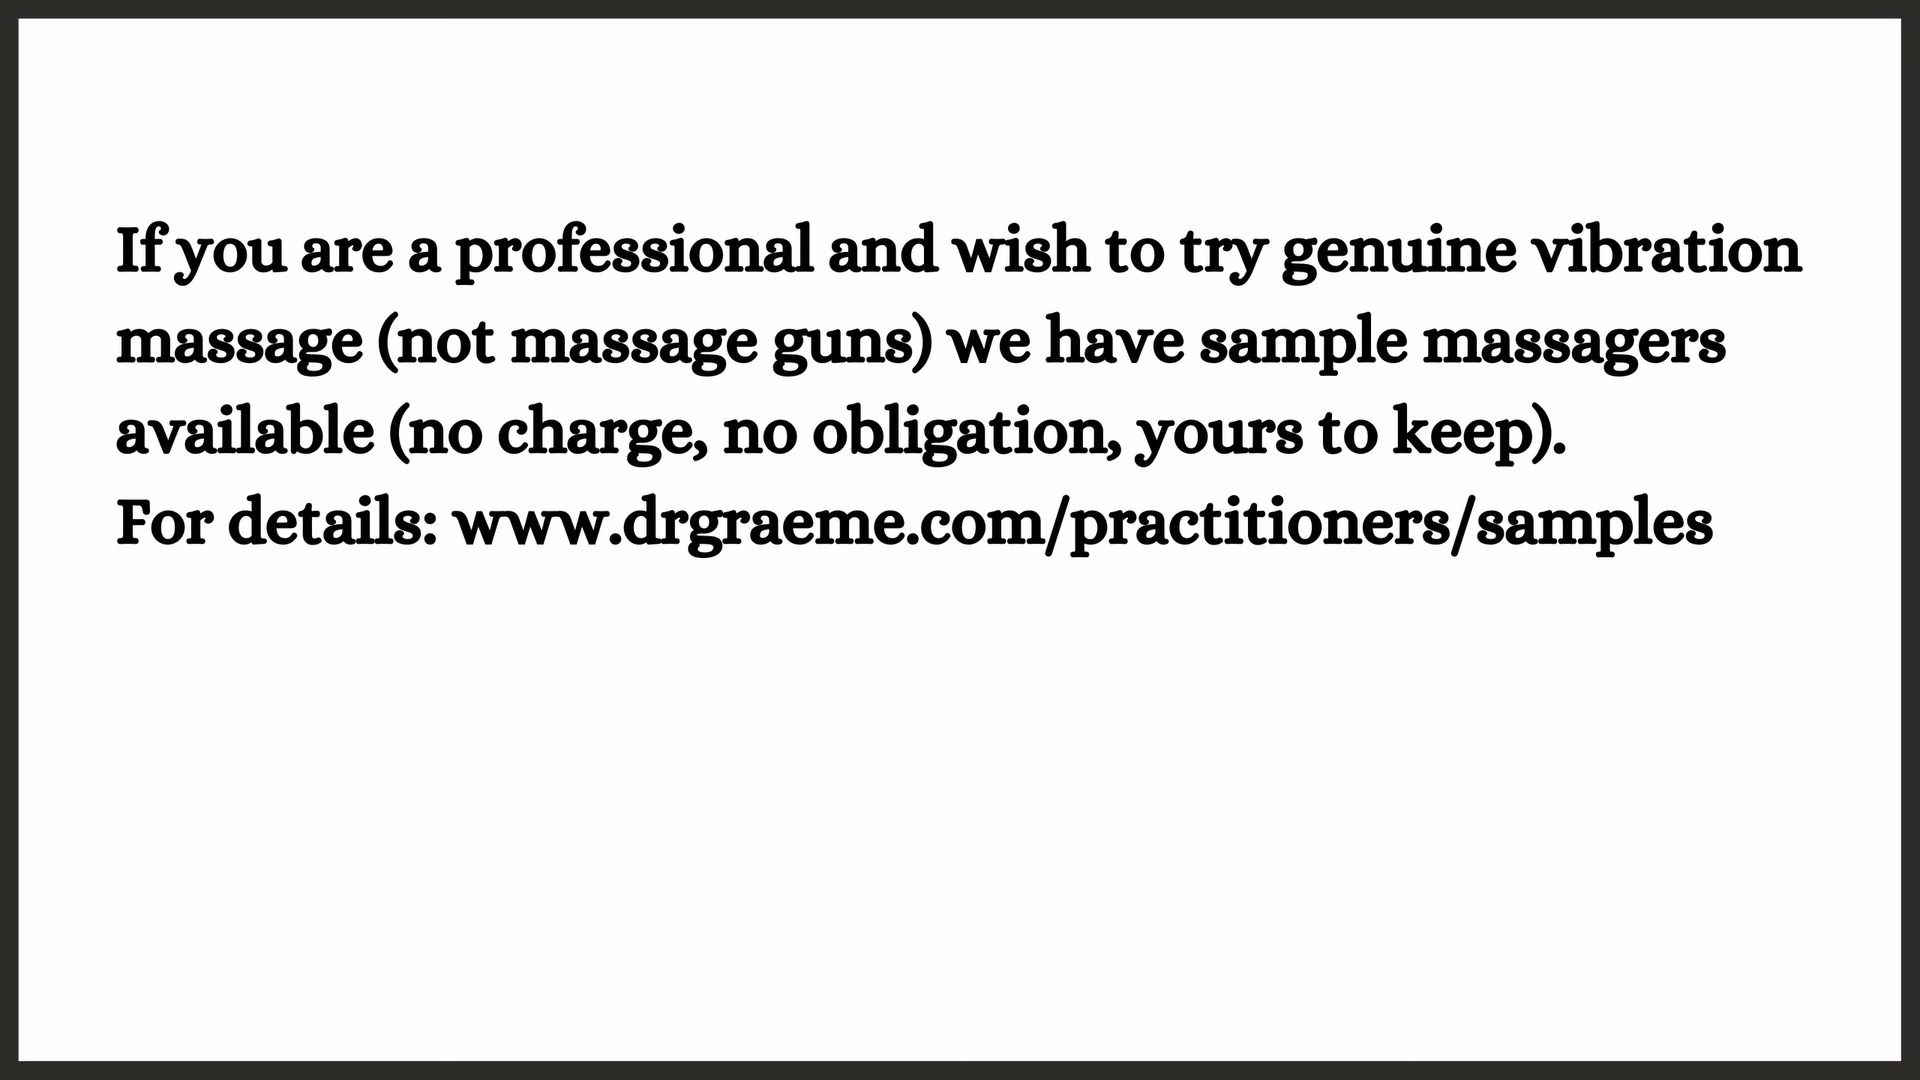 If you are a professional and wish to try genuine vibration
massage (not massage guns) we have sample massagers
available (no charge, no obligation, yours to keep).
For details: www.drgraeme.com/practitioners/samples